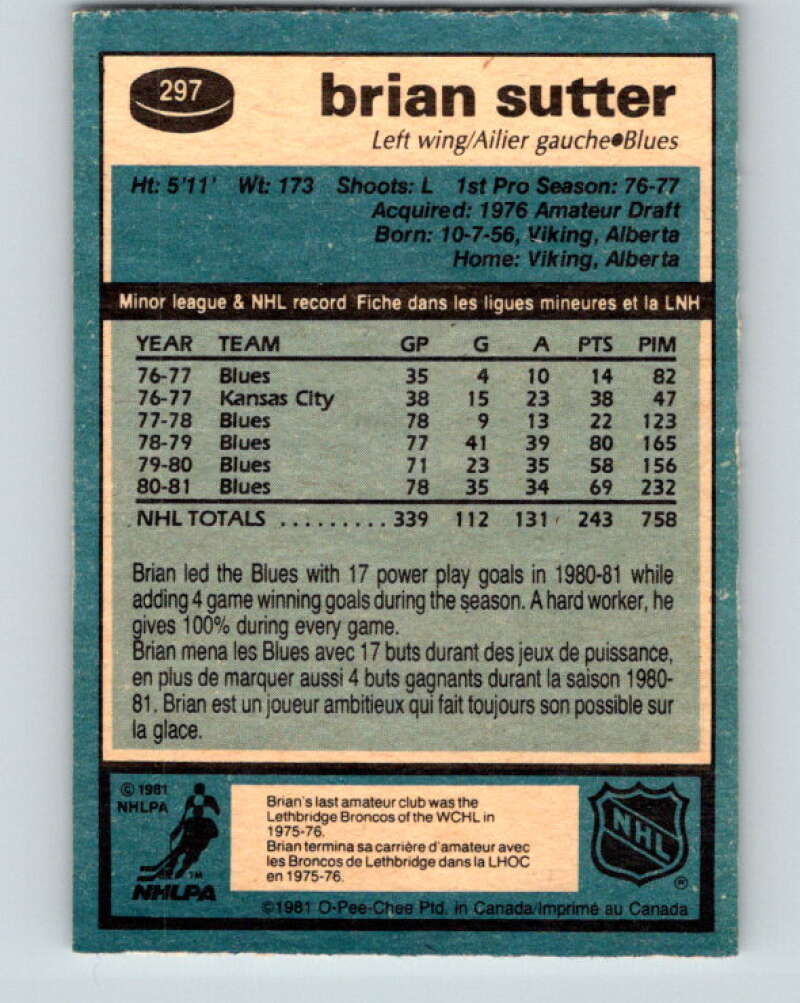 297
brian sutter
Left wing/Ailier gauche●Blues
Ht: 5'11' Wt: 173 Shoots: L 1st Pro Season: 76-77
Acquired: 1976 Amateur Draft
Born: 10-7-56, Viking, Alberta
Home: Viking, Alberta
Minor league & NHL record Fiche dans les ligues mineures et la LNH
YEAR TEAM GP G A PTS PIM
76-77 Blues 35 4 10 14 82
76-77 Kansas City 38 15 23 38 47
77-78 Blues 78 9 13 22 123
78-79 Blues 77 41 39 80 165
79-80 Blues 71 23 35 58 156
80-81 Blues 78 35 34 69 232
NHL TOTALS ......... 339 112 131 243 758
Brian led the Blues with 17 power play goals in 1980-81 while
adding 4 game winning goals during the season. A hard worker, he
gives 100% during every game.
Brian mena les Blues avec 17 buts durant des jeux de puissance,
en plus de marquer aussi 4 buts gagnants durant la saison 1980-
81. Brian est un joueur ambitieux qui fait toujours son possible sur
la glace.
© 1981
NHLPA
TM
NHLPA
Brian's last amateur club was the
Lethbridge Broncos of the WCHL in
1975-76.
Brian termina sa carrière d'amateur avec
les Broncos de Lethbridge dans la LHOC
en 1975-76.
NHL
®
©1981 O-Pee-Chee Ptd. in Canada/Imprimé au Canada